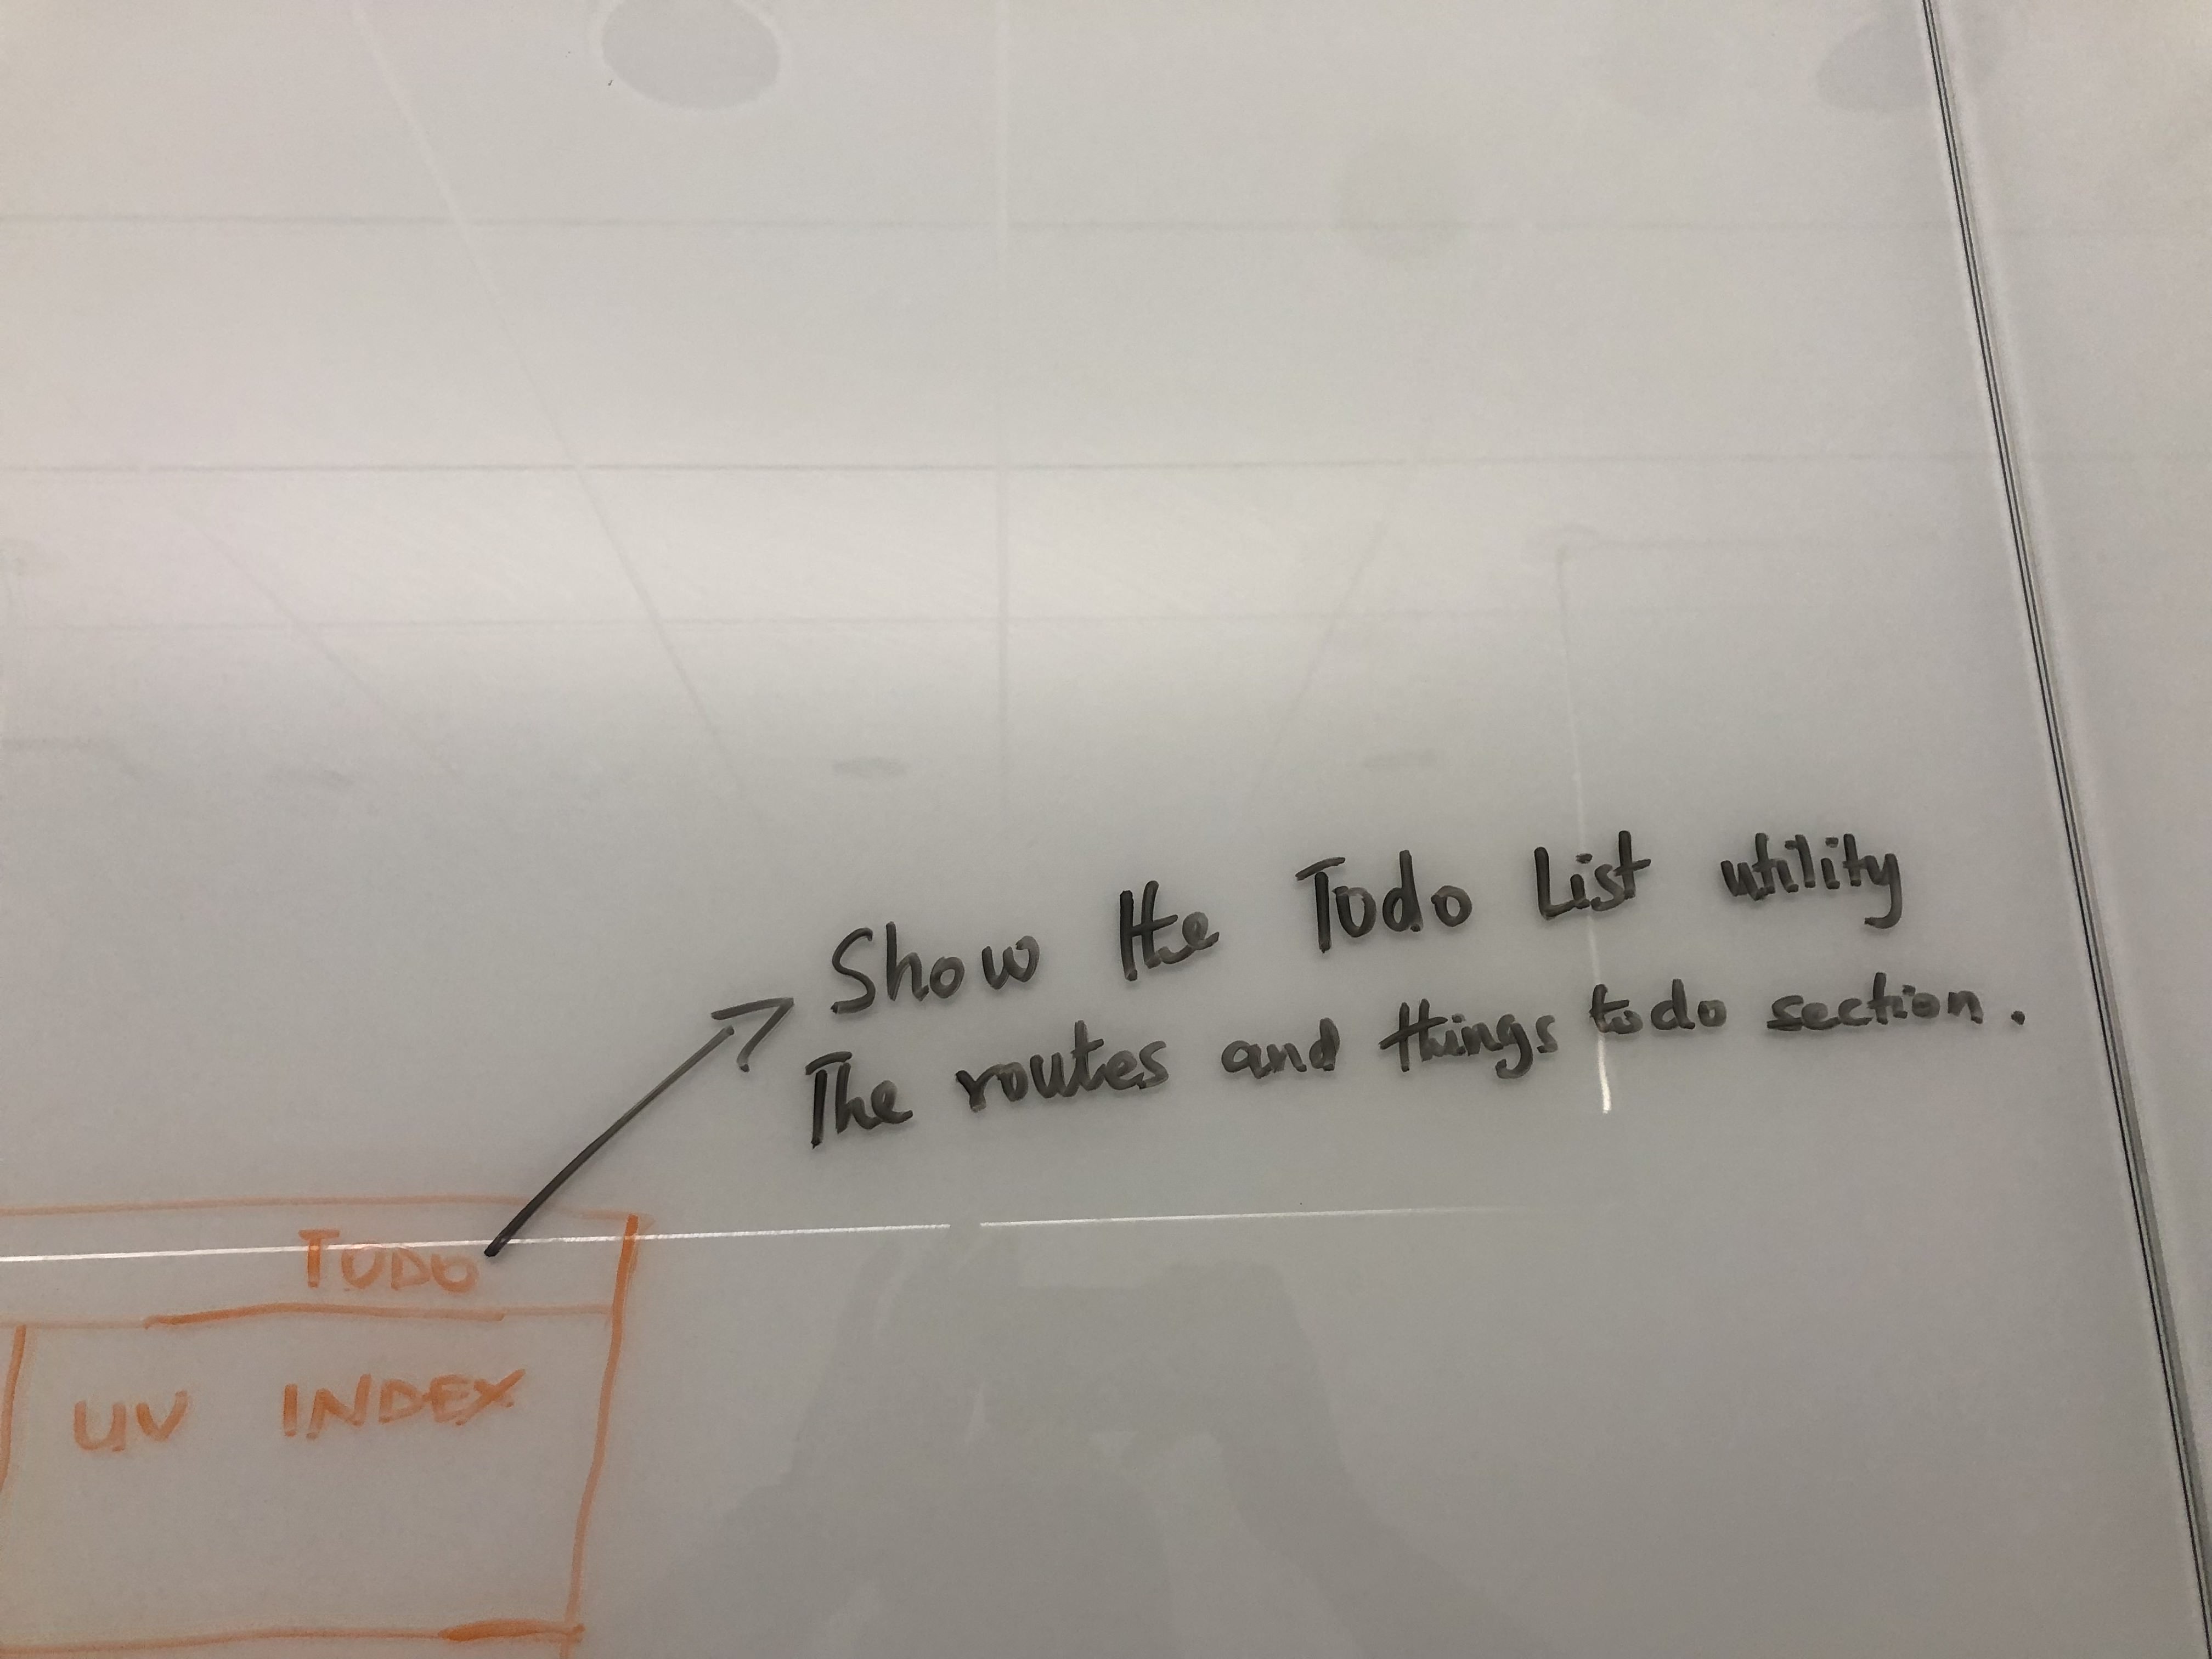 Show the Todo List utility
The routes and things todo section.
TODO
UV INDEX